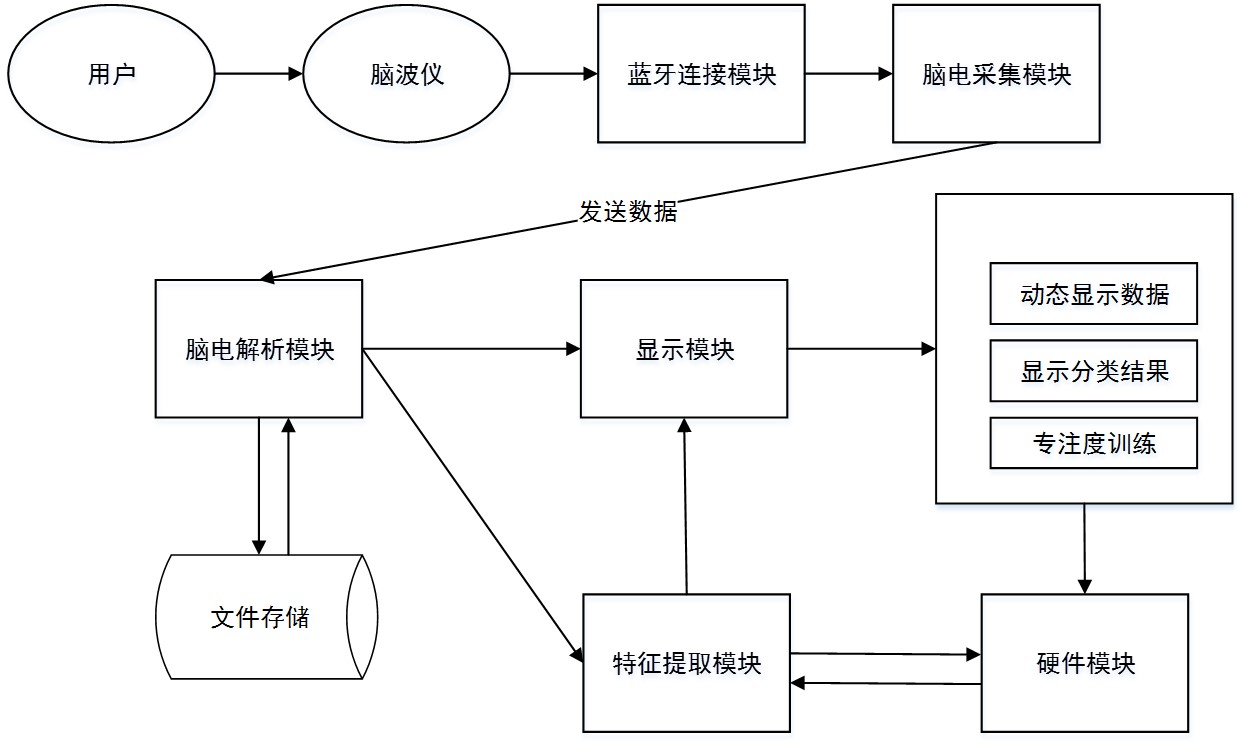 用户
脑波仪
蓝牙连接模块
脑电采集模块
发送数据
脑电解析模块
显示模块
动态显示数据
显示分类结果
专注度训练
文件存储
特征提取模块
硬件模块